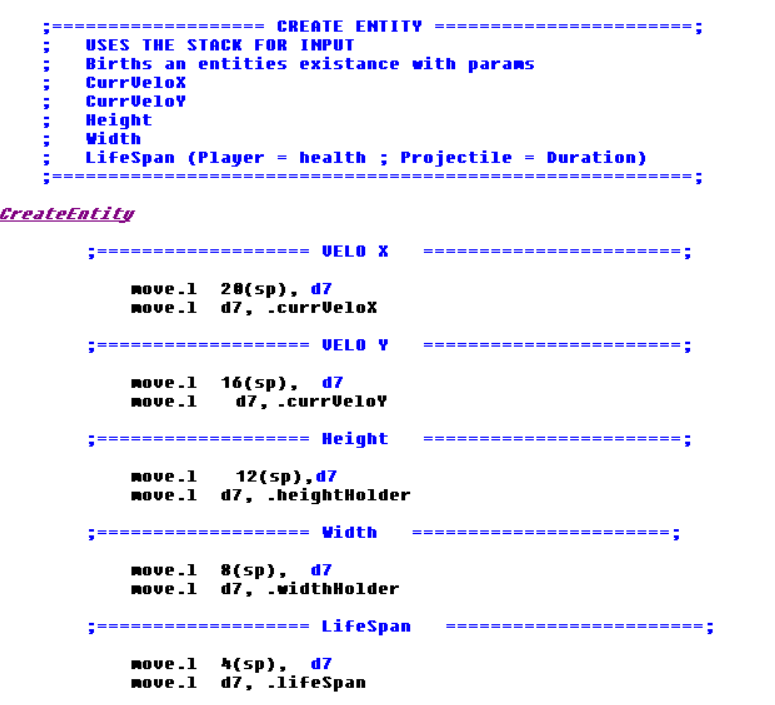 ;=================== CREATE ENTITY =======================;
;   USES THE STACK FOR INPUT
;   Births an entities existance with params
;   CurrVeloX
;   CurrVeloY
;   Height
;   Width
;   LifeSpan (Player = health ; Projectile = Duration)
;=========================================================;
CreateEntity
;=================== VELO X   =======================;
move.l  20(sp), d7
move.l  d7, .currVeloX
;=================== VELO Y   =======================;
move.l  16(sp),  d7
move.l   d7, .currVeloY
;=================== Height   =======================;
move.l   12(sp),d7
move.l  d7, .heightHolder
;=================== Width   =======================;
move.l  8(sp),  d7
move.l  d7, .widthHolder
;=================== LifeSpan   =======================;
move.l  4(sp),  d7
move.l  d7, .lifeSpan